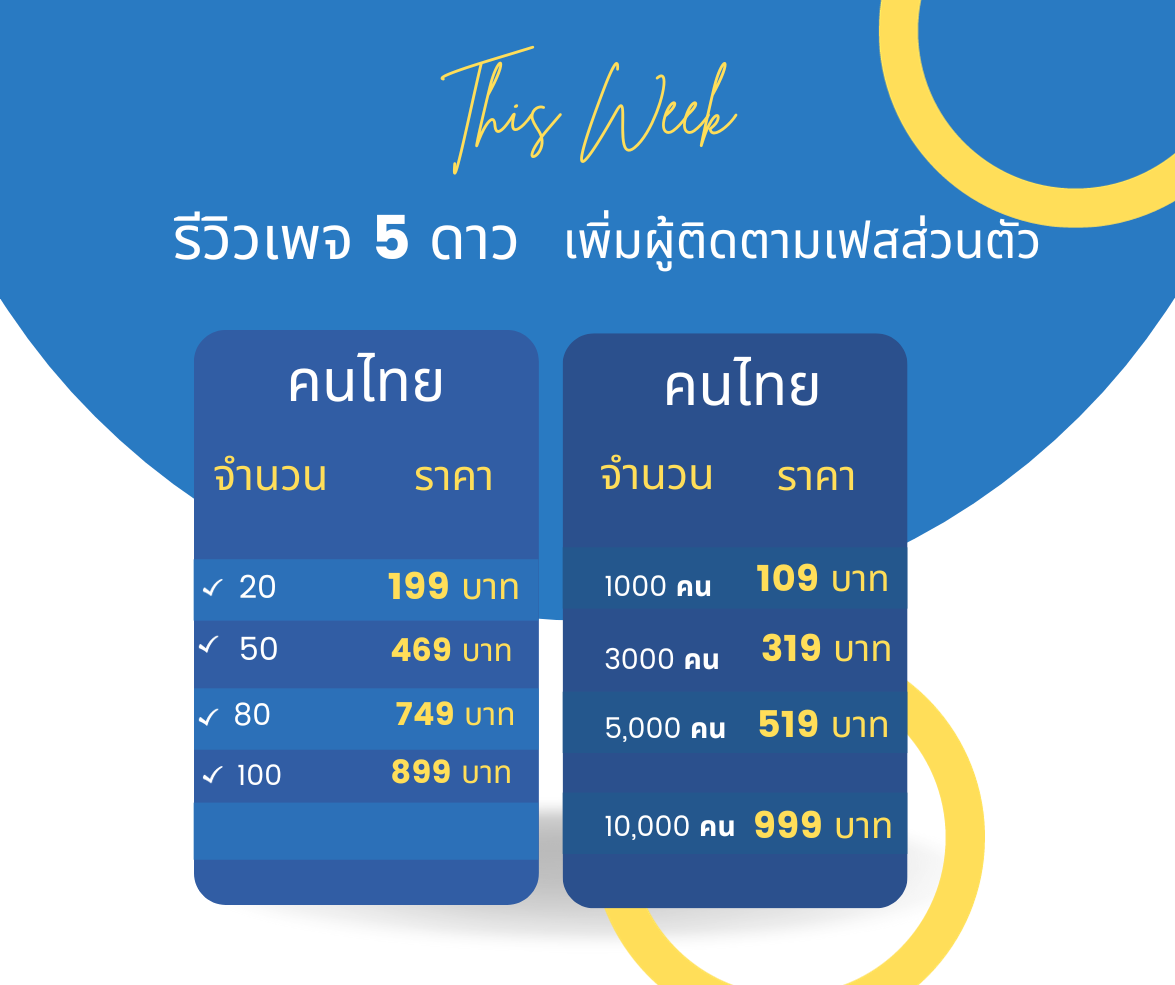 This Week
รีวิวเพจ 5 ดาว
เพิ่มผู้ติดตามเฟสส่วนตัว
คนไทย
จำนวน ราคา
20 199 บาท
50 469 บาท
80 749 บาท
100 899 บาท
คนไทย
จำนวน ราคา
1000 คน 109 บาท
3000 คน 319 บาท
5,000 คน 519 บาท
10,000 คน 999 บาท